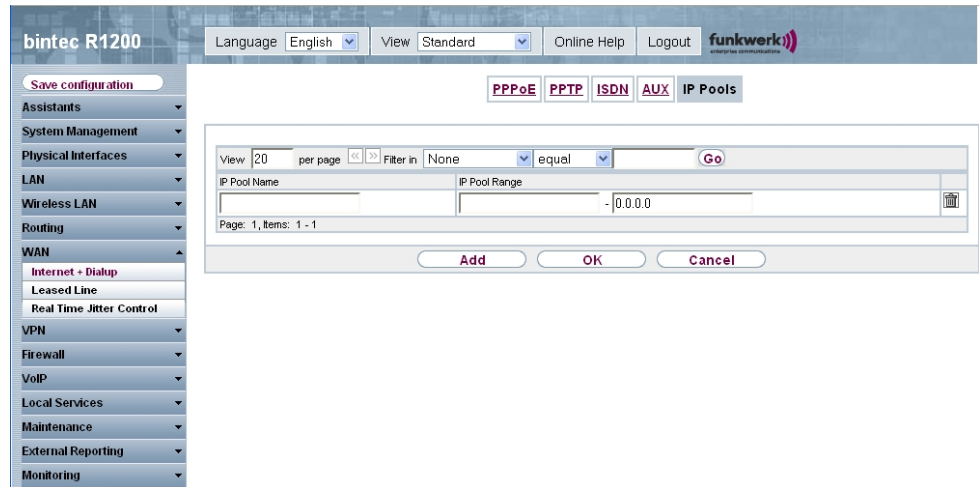 bintec R1200
Language English View Standard Online Help Logout funkwerk
enterprise communications
Save configuration
PPPoE PPTP ISDN AUX IP Pools
Assistants
System Management
Physical Interfaces
LAN
Wireless LAN
Routing
WAN
Internet + Dialup
Leased Line
Real Time Jitter Control
VPN
Firewall
VoIP
Local Services
Maintenance
External Reporting
Monitoring
View 20 per page << >> Filter in None equal Go
IP Pool Name IP Pool Range
- 0.0.0.0
Page: 1, Items: 1 - 1
Add OK Cancel